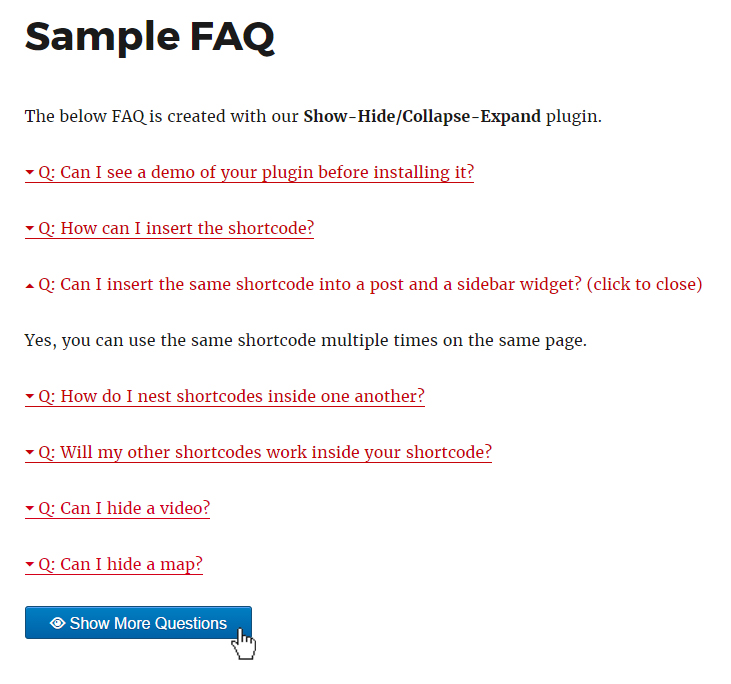 Sample FAQ
The below FAQ is created with our Show-Hide/Collapse-Expand plugin.
Q: Can I see a demo of your plugin before installing it?
Q: How can I insert the shortcode?
Q: Can I insert the same shortcode into a post and a sidebar widget? (click to close)
Yes, you can use the same shortcode multiple times on the same page.
Q: How do I nest shortcodes inside one another?
Q: Will my other shortcodes work inside your shortcode?
Q: Can I hide a video?
Q: Can I hide a map?
Show More Questions